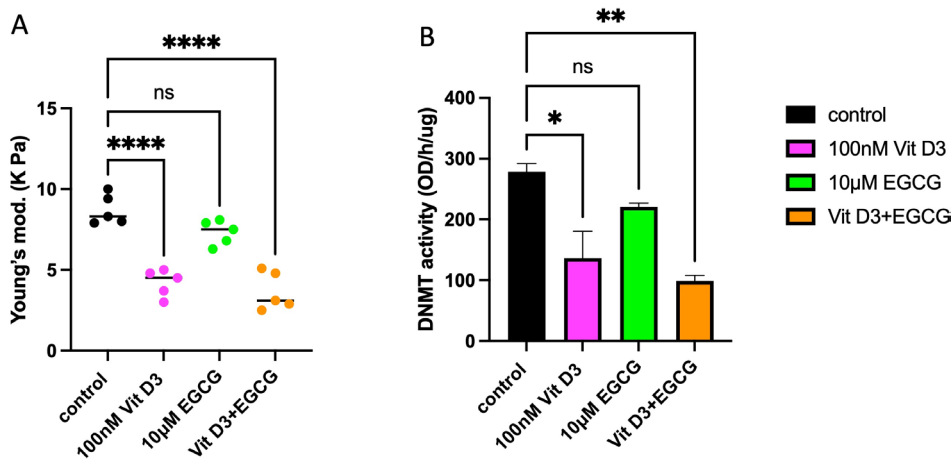 A
****
ns
****
Young's mod. (K Pa)
15
10
5
0
control
100nM Vit D3
10µM EGCG
Vit D3+EGCG
B
**
ns
*
DNMT activity (OD/h/ug)
400
300
200
100
0
control
100nM Vit D3
10µM EGCG
Vit D3+EGCG
control
100nM Vit D3
10µM EGCG
Vit D3+EGCG